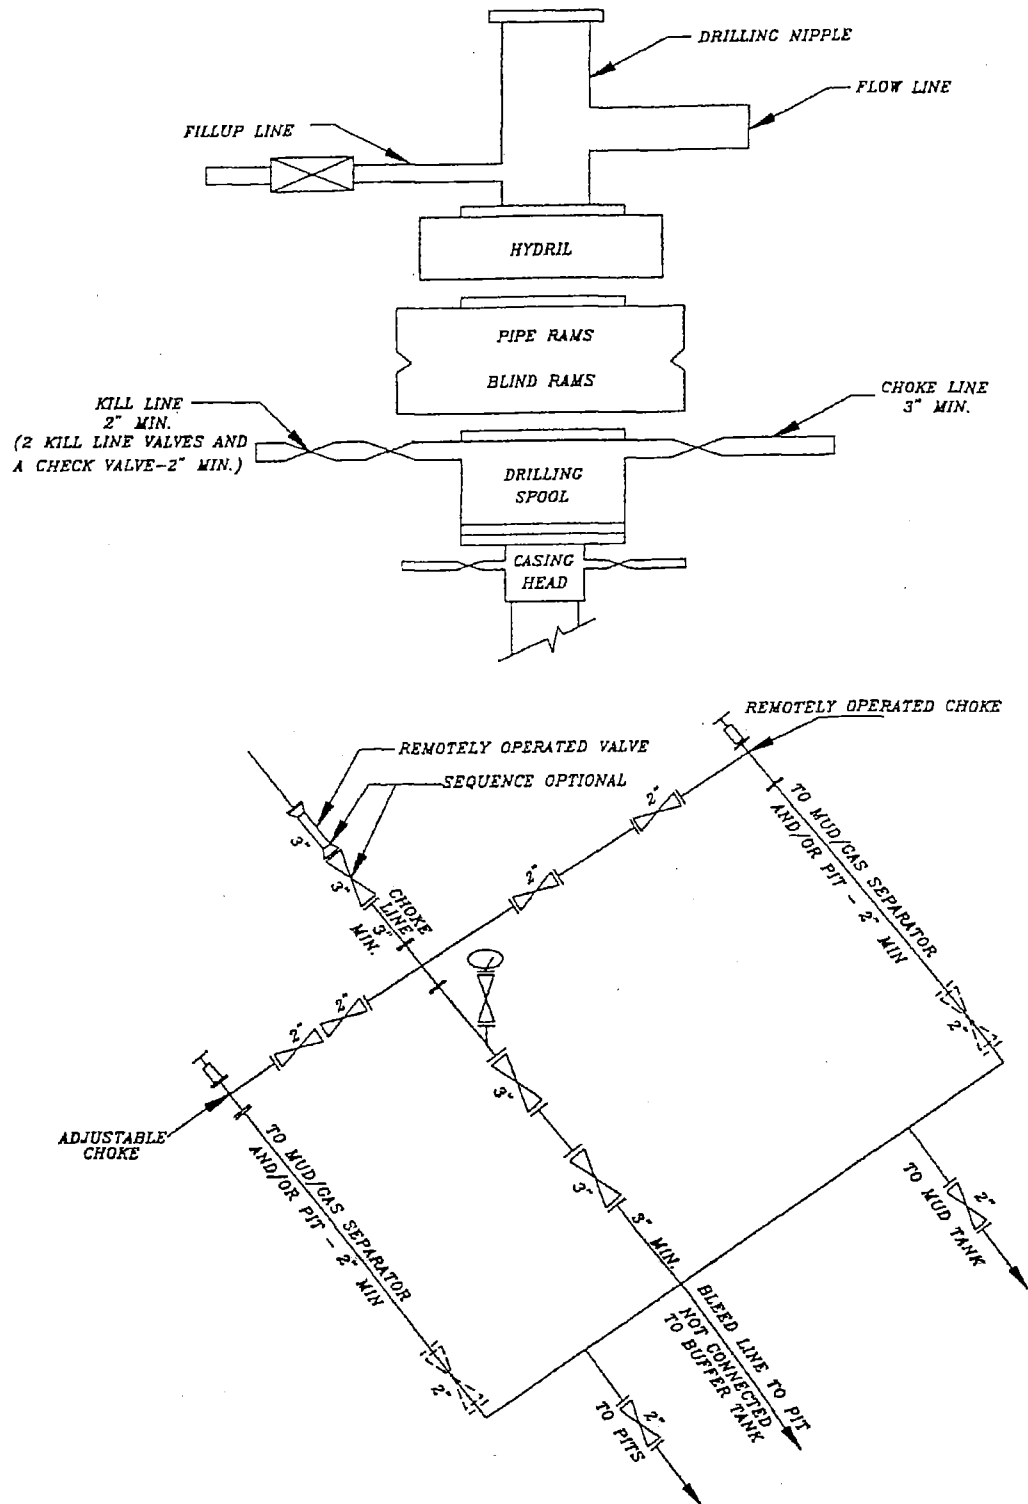 DRILLING NIPPLE
FLOW LINE
FILLUP LINE
HYDRIL
PIPE RAMS
BLIND RAMS
KILL LINE
2" MIN.
(2 KILL LINE VALVES AND
A CHECK VALVE-2" MIN.)
CHOKE LINE
3" MIN.
DRILLING
SPOOL
CASING
HEAD
REMOTELY OPERATED CHOKE
REMOTELY OPERATED VALVE
SEQUENCE OPTIONAL
3"
3"
CHOKE
LINE
3"
MIN.
2"
2"
TO MUD/GAS SEPARATOR
AND/OR PIT - 2" MIN
2"
2"
2"
3"
3"
3" MIN.
ADJUSTABLE
CHOKE
TO MUD/GAS SEPARATOR
AND/OR PIT - 2" MIN
2"
2"
TO MUD TANK
BLEED LINE TO PIT
NOT CONNECTED
TO BUFFER TANK
2"
TO PITS